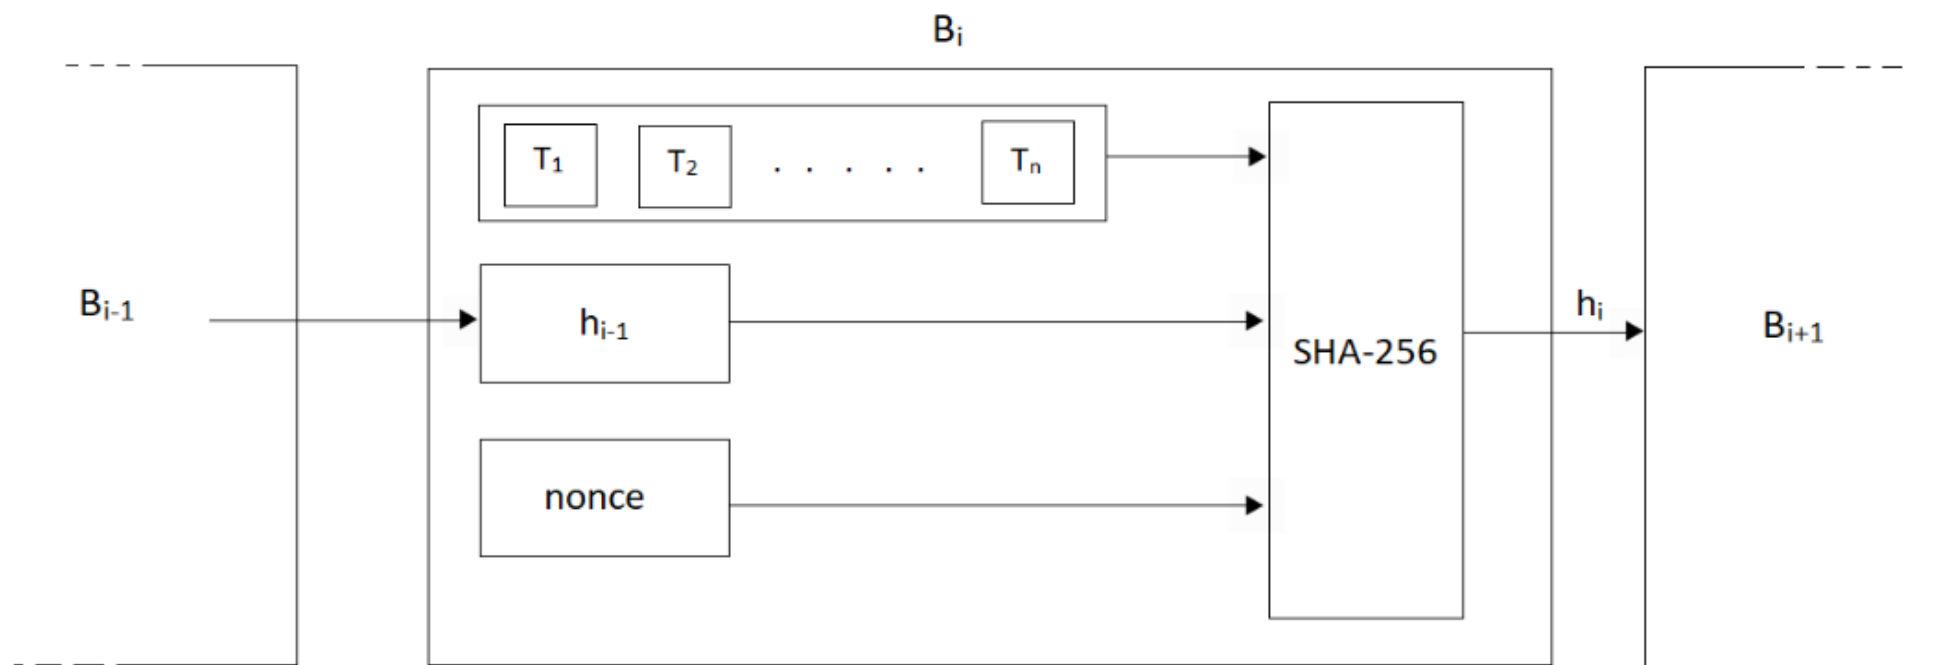 Bᵢ
T₁ T₂ . . . . . Tₙ
Bᵢ₋₁
hᵢ₋₁
hᵢ
Bᵢ₊₁
SHA-256
nonce